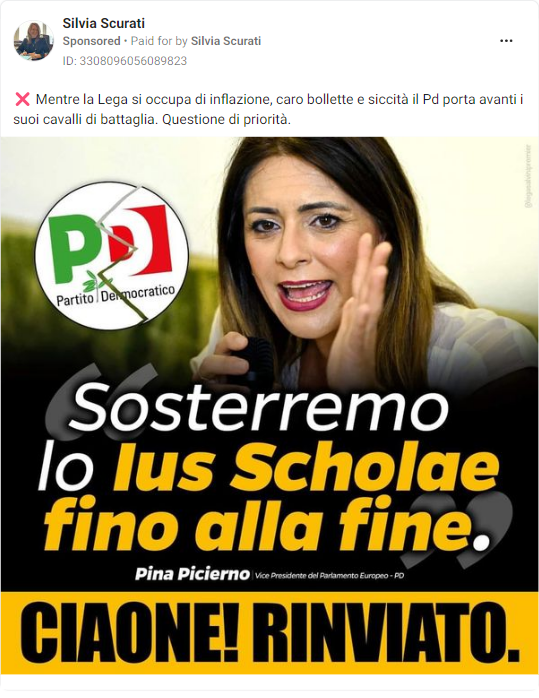 Silvia Scurati
Sponsored • Paid for by Silvia Scurati
ID: 3308096056089823
❌ Mentre la Lega si occupa di inflazione, caro bollette e siccità il Pd porta avanti i
suoi cavalli di battaglia. Questione di priorità.
@legasalvinipremier
PD
Partito Democratico
“Sosterremo
lo Ius Scholae
fino alla fine.”
Pina Picierno | Vice Presidente del Parlamento Europeo - PD
CIAONE! RINVIATO.